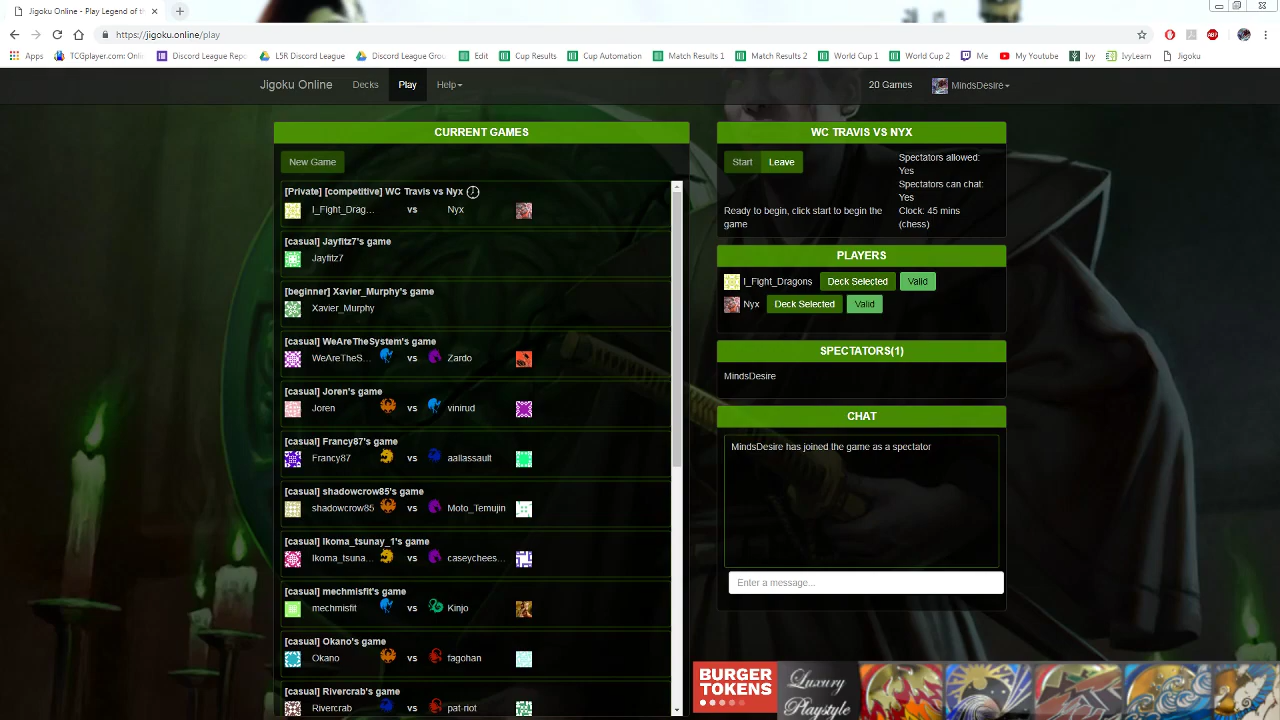 Jigoku Online - Play Legend of th
https://jigoku.online/play
Apps
TCGplayer.com: Onli
Discord League Repo
L5R Discord League
Discord League Grou
Edit
Cup Results
Cup Automation
Match Results 1
Match Results 2
World Cup 1
World Cup 2
Me
My Youtube
Ivy
IvyLearn
Jigoku
Jigoku Online
Decks
Play
Help
20 Games
MindsDesire
CURRENT GAMES
New Game
[Private] [competitive] WC Travis vs Nyx
I_Fight_Drag... vs Nyx
[casual] Jayfitz7's game
Jayfitz7
[beginner] Xavier_Murphy's game
Xavier_Murphy
[casual] WeAreTheSystem's game
WeAreTheS... vs Zardo
[casual] Joren's game
Joren vs vinirud
[casual] Francy87's game
Francy87 vs aallassault
[casual] shadowcrow85's game
shadowcrow85 vs Moto_Temujin
[casual] Ikoma_tsunay_1's game
Ikoma_tsuna... vs caseychees...
[casual] mechmisfit's game
mechmisfit vs Kinjo
[casual] Okano's game
Okano vs fagohan
[casual] Rivercrab's game
Rivercrab vs pat-riot
WC TRAVIS VS NYX
Start
Leave
Ready to begin, click start to begin the
game
Spectators allowed:
Yes
Spectators can chat:
Yes
Clock: 45 mins
(chess)
PLAYERS
I_Fight_Dragons Deck Selected Valid
Nyx Deck Selected Valid
SPECTATORS(1)
MindsDesire
CHAT
MindsDesire has joined the game as a spectator
Enter a message...
BURGER
TOKENS
Luxury
Playstyle